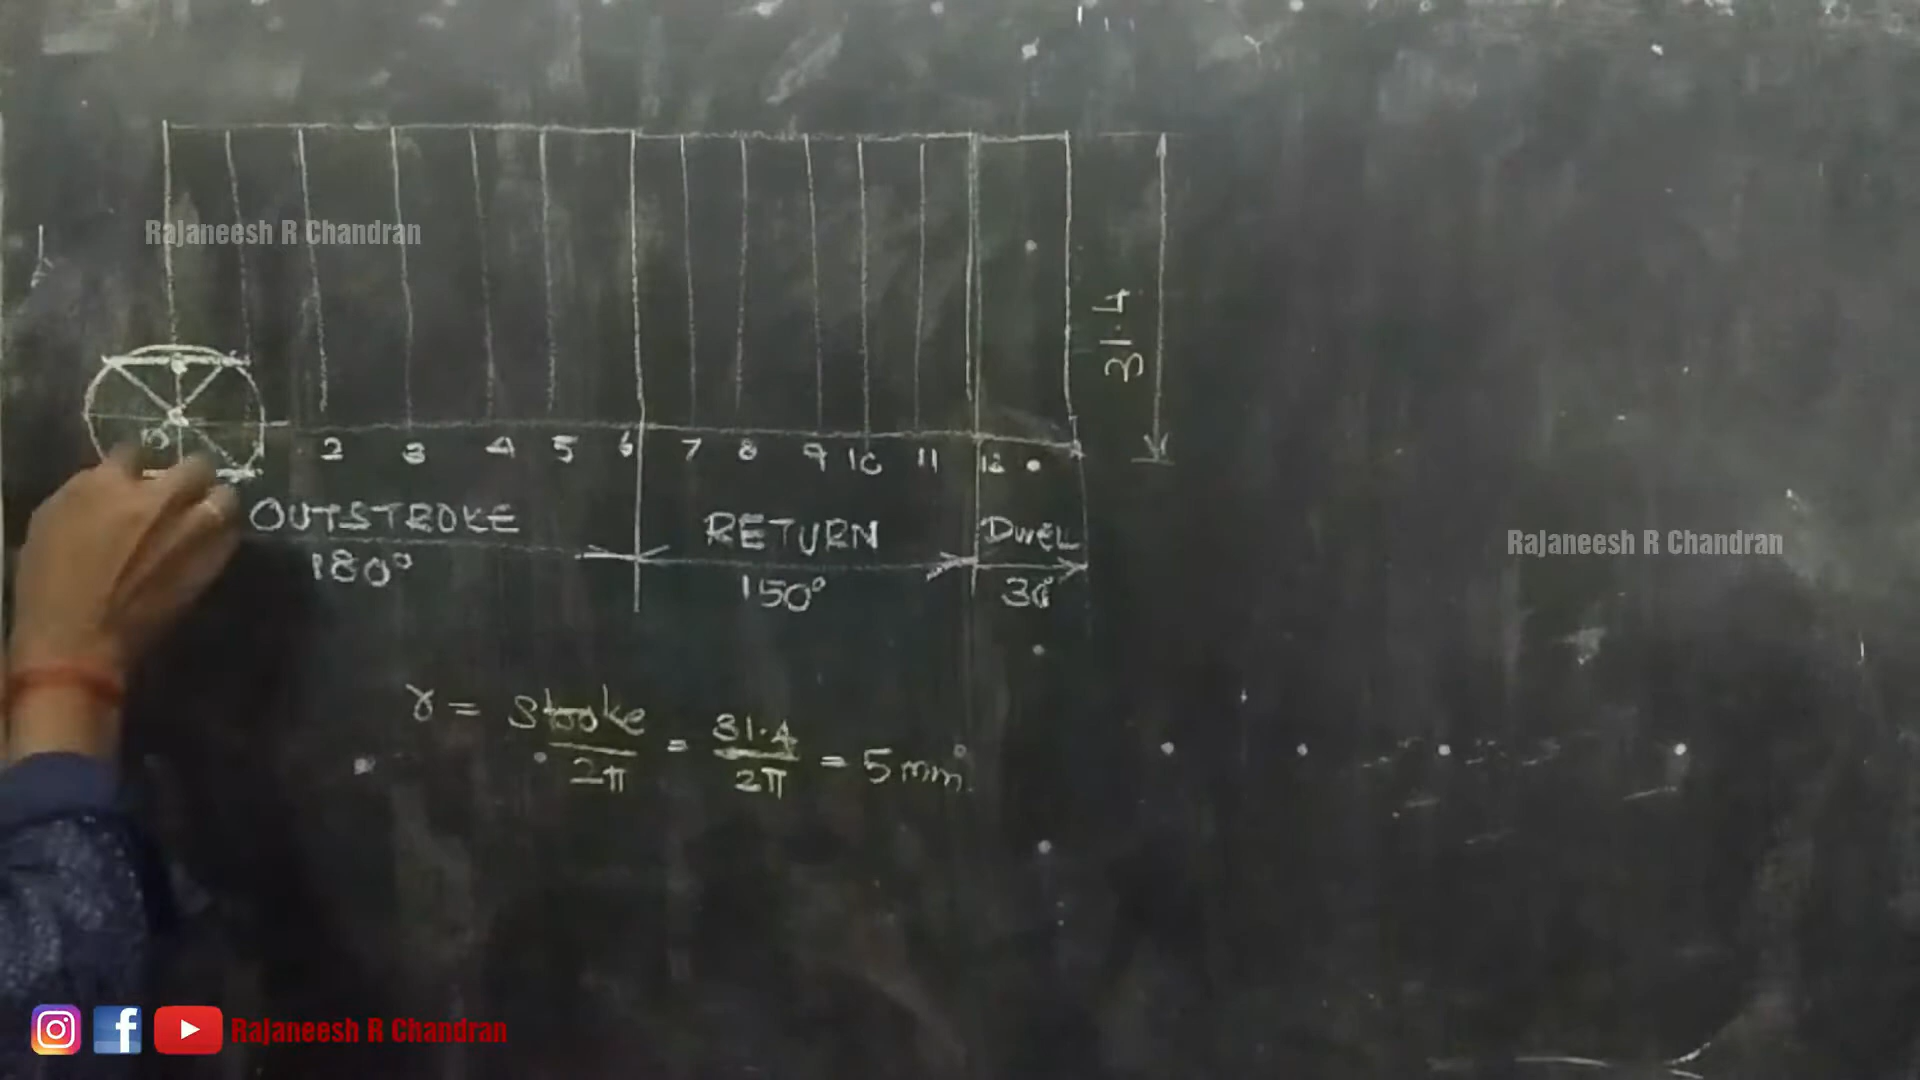 Rajaneesh R Chandran
31.4
2 3 4 5 6 7 8 9 10 11 12
OUTSTROKE RETURN Dwell
180° 150° 30°
Rajaneesh R Chandran
r = Stroke / 2π = 31.4 / 2π = 5 mm.
Rajaneesh R Chandran